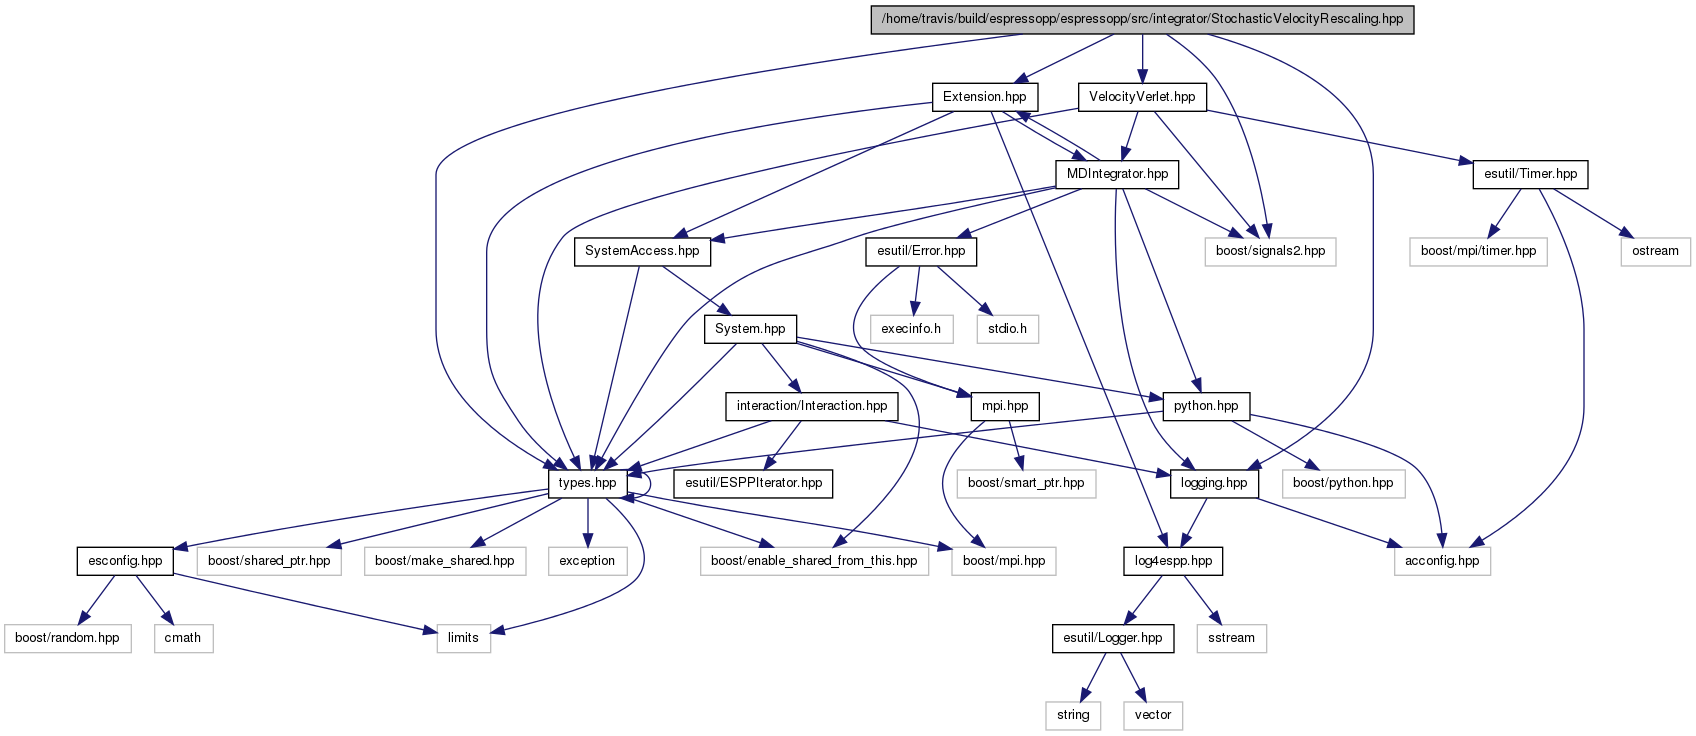 /home/travis/build/espressopp/espressopp/src/integrator/StochasticVelocityRescaling.hpp
Extension.hpp
VelocityVerlet.hpp
MDIntegrator.hpp
esutil/Timer.hpp
SystemAccess.hpp
esutil/Error.hpp
boost/signals2.hpp
boost/mpi/timer.hpp
ostream
System.hpp
execinfo.h
stdio.h
interaction/Interaction.hpp
mpi.hpp
python.hpp
types.hpp
esutil/ESPPIterator.hpp
boost/smart_ptr.hpp
logging.hpp
boost/python.hpp
esconfig.hpp
boost/shared_ptr.hpp
boost/make_shared.hpp
exception
boost/enable_shared_from_this.hpp
boost/mpi.hpp
log4espp.hpp
acconfig.hpp
boost/random.hpp
cmath
limits
esutil/Logger.hpp
sstream
string
vector